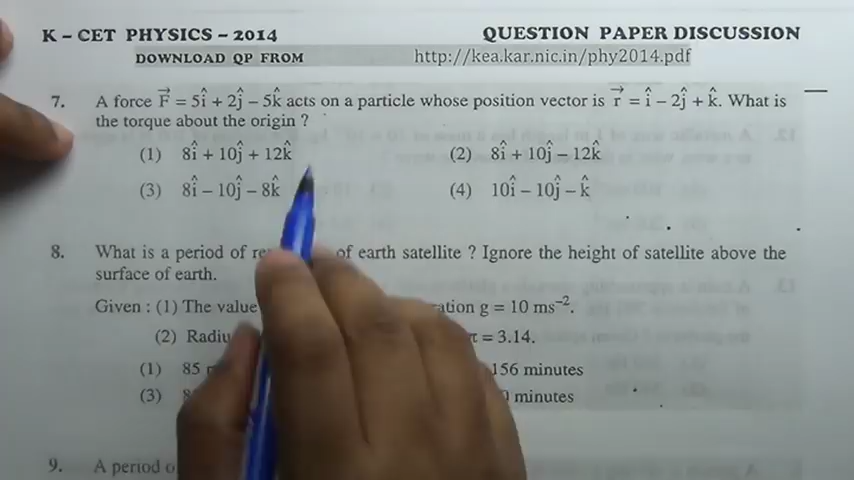 K – CET PHYSICS – 2014 QUESTION PAPER DISCUSSION
DOWNLOAD QP FROM http://kea.kar.nic.in/phy2014.pdf
7. A force F⃗ = 5î + 2ĵ – 5k̂ acts on a particle whose position vector is r⃗ = î – 2ĵ + k̂. What is
the torque about the origin ?
(1) 8î + 10ĵ + 12k̂ (2) 8î + 10ĵ – 12k̂
(3) 8î – 10ĵ – 8k̂ (4) 10î – 10ĵ – k̂
8. What is a period of of earth satellite ? Ignore the height of satellite above the
surface of earth.
Given : (1) The value g = 10 ms⁻².
(2) = 3.14.
(1) 85 156 minutes
(3) minutes
9. A period